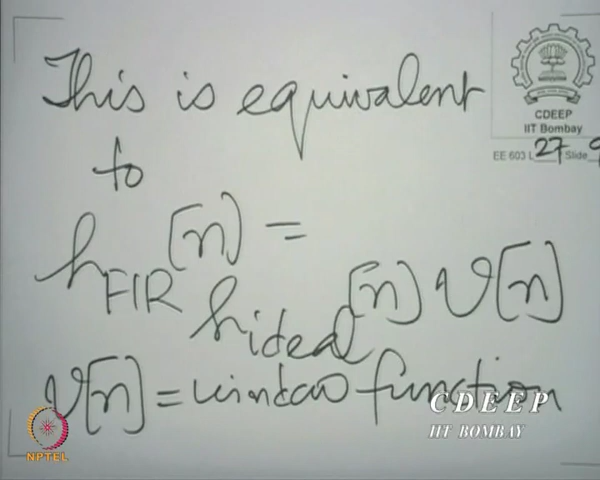 This is equivalent
CDEEP
IIT Bombay
EE 603 L 27 Slide 9
to
h_FIR[n] =
h_ideal[n] v[n]
v[n] = window function
CDEEP
IIT BOMBAY
NPTEL